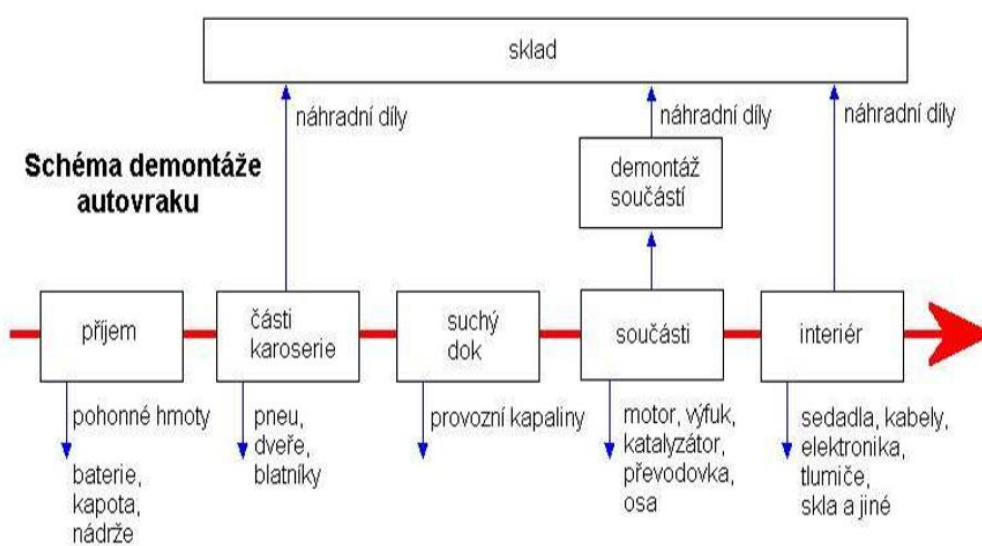 sklad
náhradní díly
náhradní díly
náhradní díly
Schéma demontáže
autovraku
demontáž
součástí
příjem
části
karoserie
suchý
dok
součásti
interiér
pohonné hmoty
baterie,
kapota,
nádrže
pneu,
dveře,
blatníky
provozní kapaliny
motor, výfuk,
katalyzátor,
převodovka,
osa
sedadla, kabely,
elektronika,
tlumiče,
skla a jiné